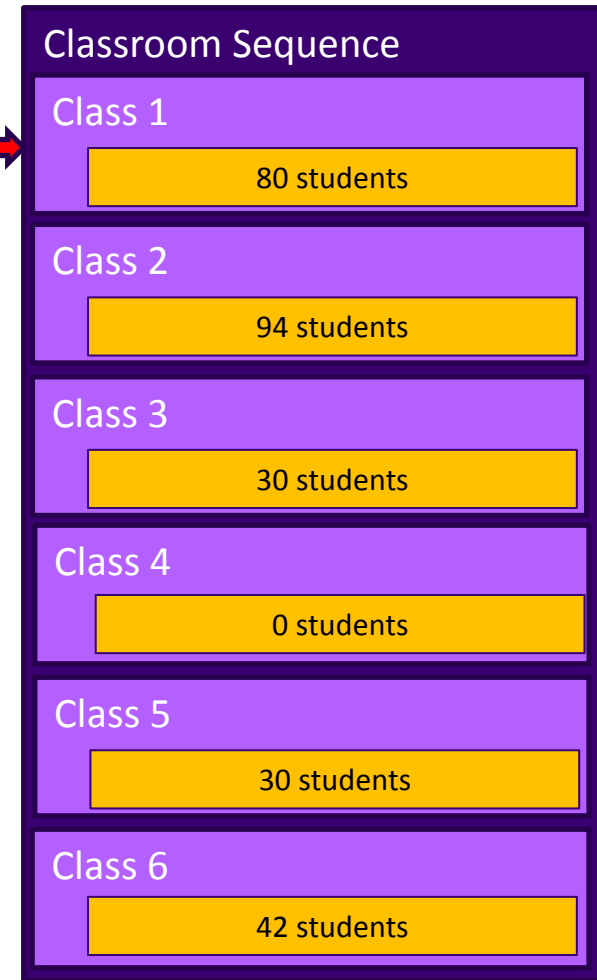 Classroom Sequence
Class 1
80 students
Class 2
94 students
Class 3
30 students
Class 4
0 students
Class 5
30 students
Class 6
42 students